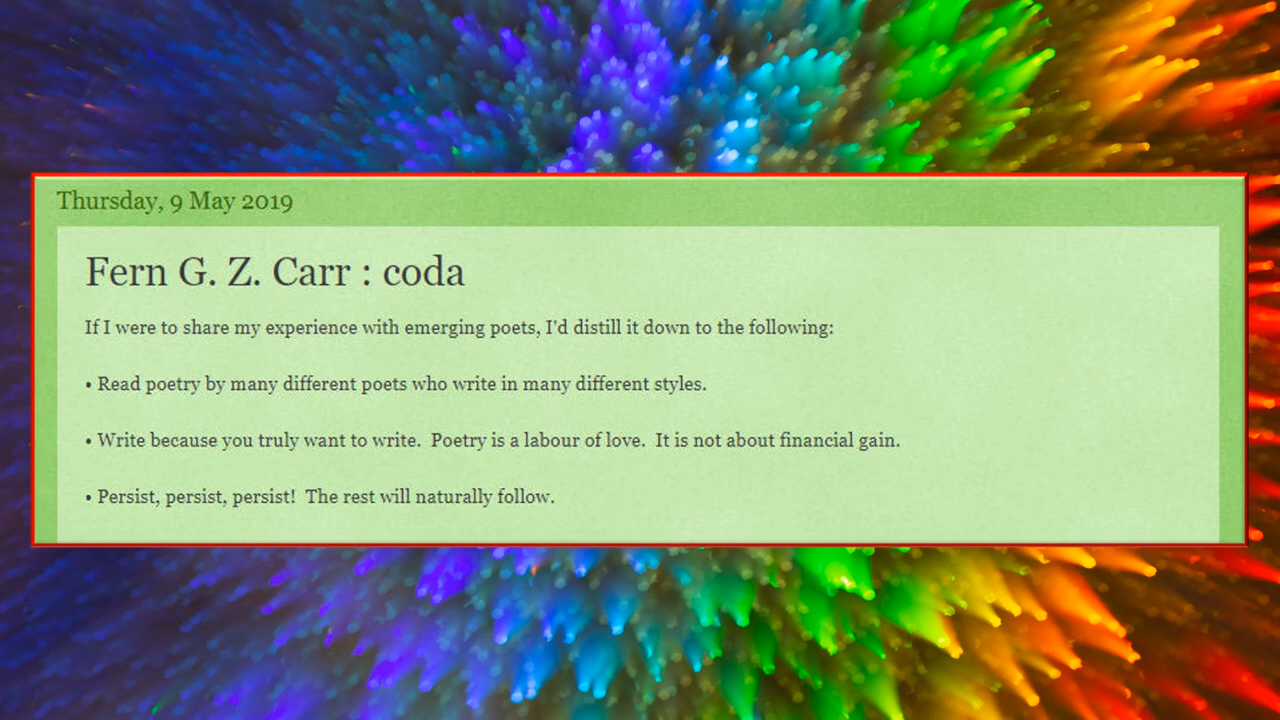 Thursday, 9 May 2019
Fern G. Z. Carr : coda
If I were to share my experience with emerging poets, I'd distill it down to the following:
• Read poetry by many different poets who write in many different styles.
• Write because you truly want to write.  Poetry is a labour of love.  It is not about financial gain.
• Persist, persist, persist!  The rest will naturally follow.